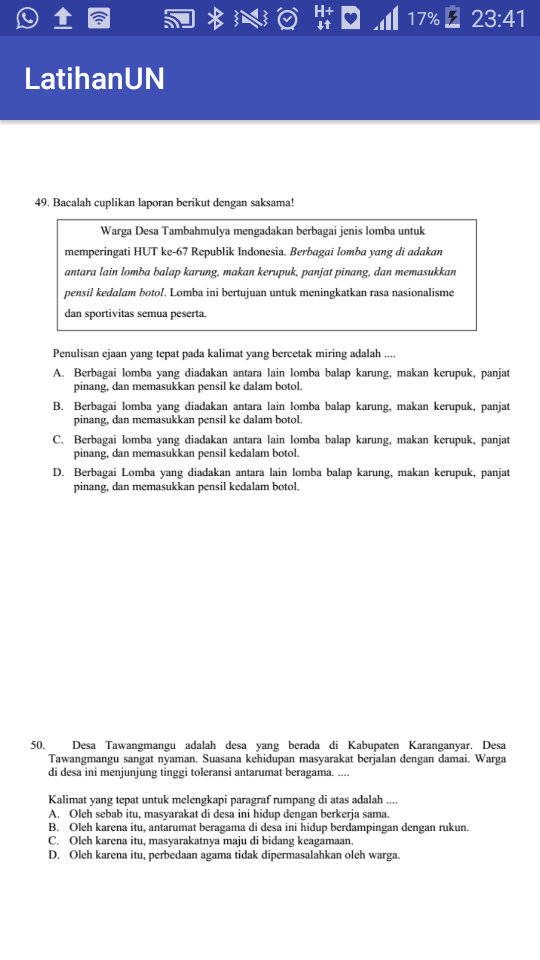 H+
17%
23:41
LatihanUN
49. Bacalah cuplikan laporan berikut dengan saksama!
Warga Desa Tambahmulya mengadakan berbagai jenis lomba untuk
memperingati HUT ke-67 Republik Indonesia. Berbagai lomba yang di adakan
antara lain lomba balap karung, makan kerupuk, panjat pinang, dan memasukkan
pensil kedalam botol. Lomba ini bertujuan untuk meningkatkan rasa nasionalisme
dan sportivitas semua peserta.
Penulisan ejaan yang tepat pada kalimat yang bercetak miring adalah ....
A. Berbagai lomba yang diadakan antara lain lomba balap karung, makan kerupuk, panjat
pinang, dan memasukkan pensil ke dalam botol.
B. Berbagai lomba yang diadakan antara lain lomba balap karung, makan kerupuk, panjat
pinang, dan memasukkan pensil ke dalam botol.
C. Berbagai lomba yang diadakan antara lain lomba balap karung, makan kerupuk, panjat
pinang, dan memasukkan pensil kedalam botol.
D. Berbagai Lomba yang diadakan antara lain lomba balap karung, makan kerupuk, panjat
pinang, dan memasukkan pensil kedalam botol.
50. Desa Tawangmangu adalah desa yang berada di Kabupaten Karanganyar. Desa
Tawangmangu sangat nyaman. Suasana kehidupan masyarakat berjalan dengan damai. Warga
di desa ini menjunjung tinggi toleransi antarumat beragama. ....
Kalimat yang tepat untuk melengkapi paragraf rumpang di atas adalah ....
A. Oleh sebab itu, masyarakat di desa ini hidup dengan berkerja sama.
B. Oleh karena itu, antarumat beragama di desa ini hidup berdampingan dengan rukun.
C. Oleh karena itu, masyarakatnya maju di bidang keagamaan.
D. Oleh karena itu, perbedaan agama tidak dipermasalahkan oleh warga.